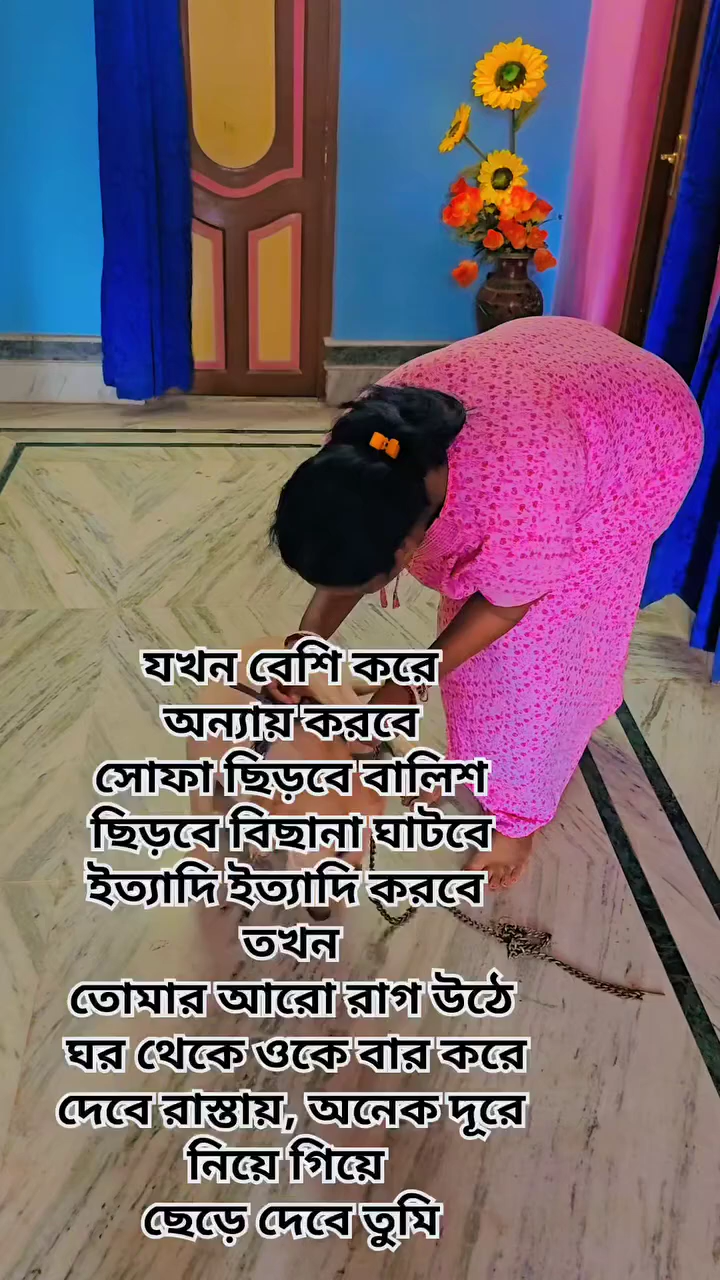 যখন বেশি করে
অন্যায় করবে
সোফা ছিড়বে বালিশ
ছিড়বে বিছানা ঘাটবে
ইত্যাদি ইত্যাদি করবে
তখন
তোমার আরো রাগ উঠে
ঘর থেকে ওকে বার করে
দেবে রাস্তায়, অনেক দূরে
নিয়ে গিয়ে
ছেড়ে দেবে তুমি